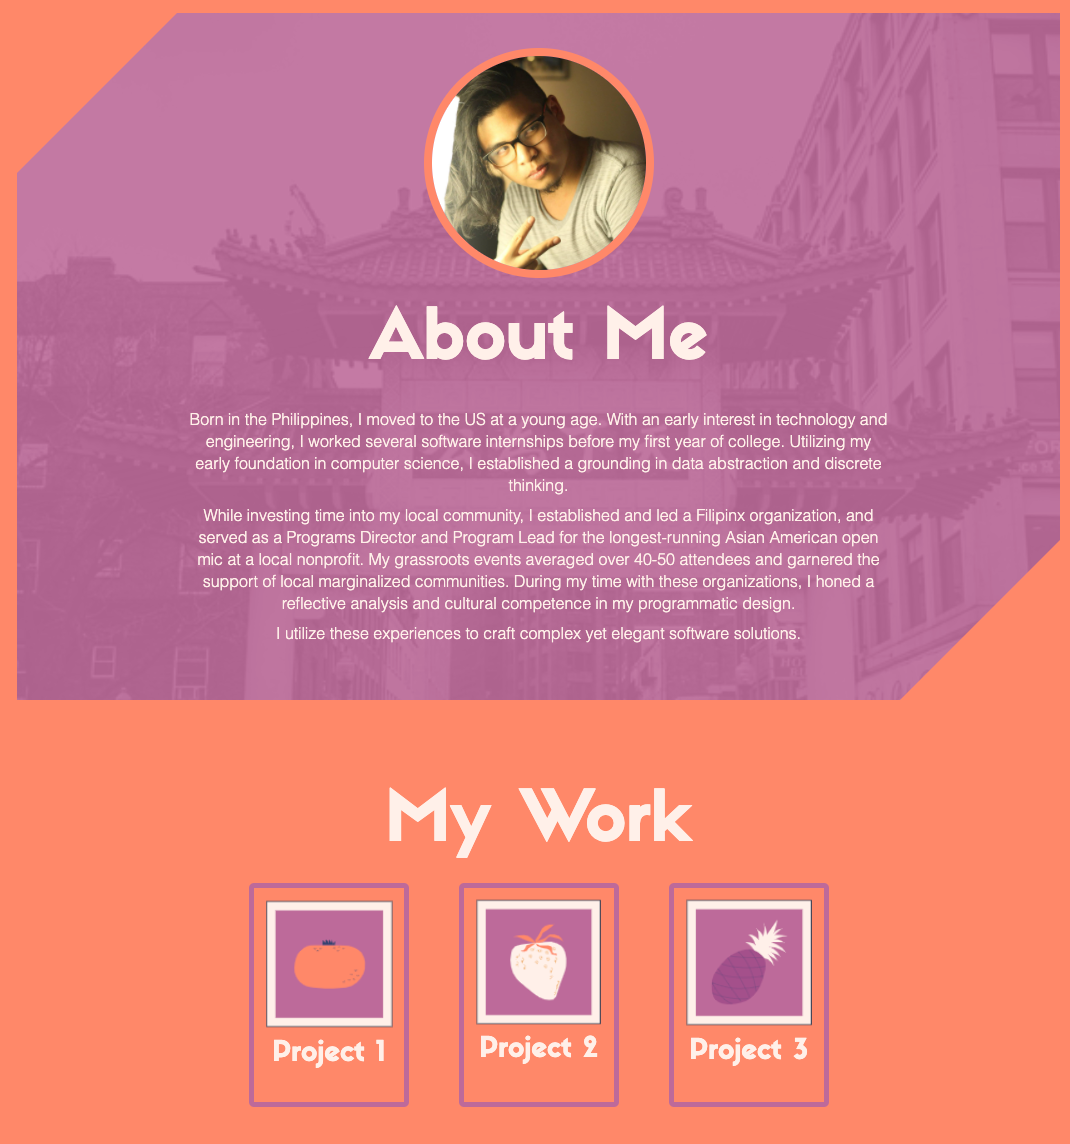 About Me
Born in the Philippines, I moved to the US at a young age. With an early interest in technology and
engineering, I worked several software internships before my first year of college. Utilizing my
early foundation in computer science, I established a grounding in data abstraction and discrete
thinking.
While investing time into my local community, I established and led a Filipinx organization, and
served as a Programs Director and Program Lead for the longest-running Asian American open
mic at a local nonprofit. My grassroots events averaged over 40-50 attendees and garnered the
support of local marginalized communities. During my time with these organizations, I honed a
reflective analysis and cultural competence in my programmatic design.
I utilize these experiences to craft complex yet elegant software solutions.
My Work
Project 1
Project 2
Project 3